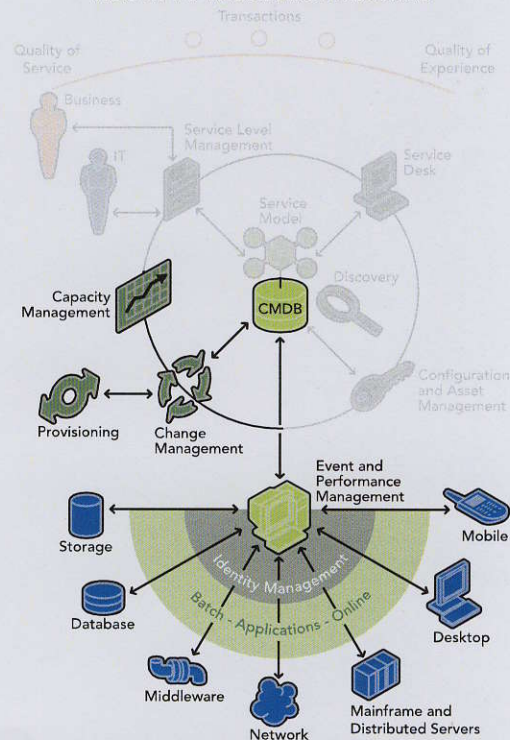 Transactions
Quality of
Service
Quality of
Experience
Business
IT
Service Level
Management
Service
Desk
Service
Model
Discovery
Capacity
Management
CMDB
Configuration
and Asset
Management
Provisioning
Change
Management
Event and
Performance
Management
Storage
Mobile
Identity Management
Database
Batch - Applications - Online
Desktop
Middleware
Network
Mainframe and
Distributed Servers